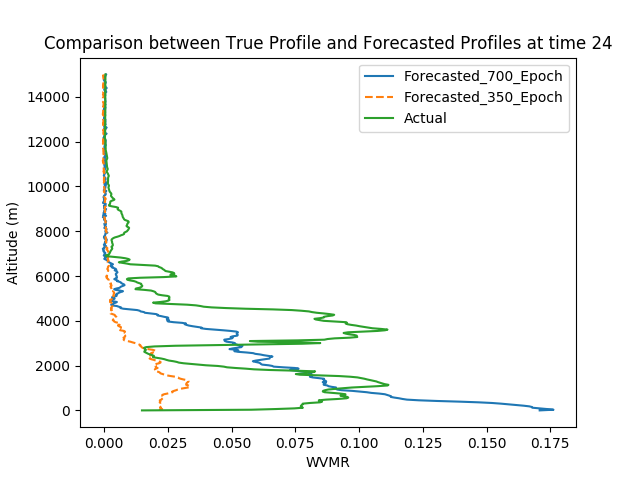 Comparison between True Profile and Forecasted Profiles at time 24
Forecasted_700_Epoch
Forecasted_350_Epoch
Actual
Altitude (m)
14000
12000
10000
8000
6000
4000
2000
0
0.000 0.025 0.050 0.075 0.100 0.125 0.150 0.175
WVMR